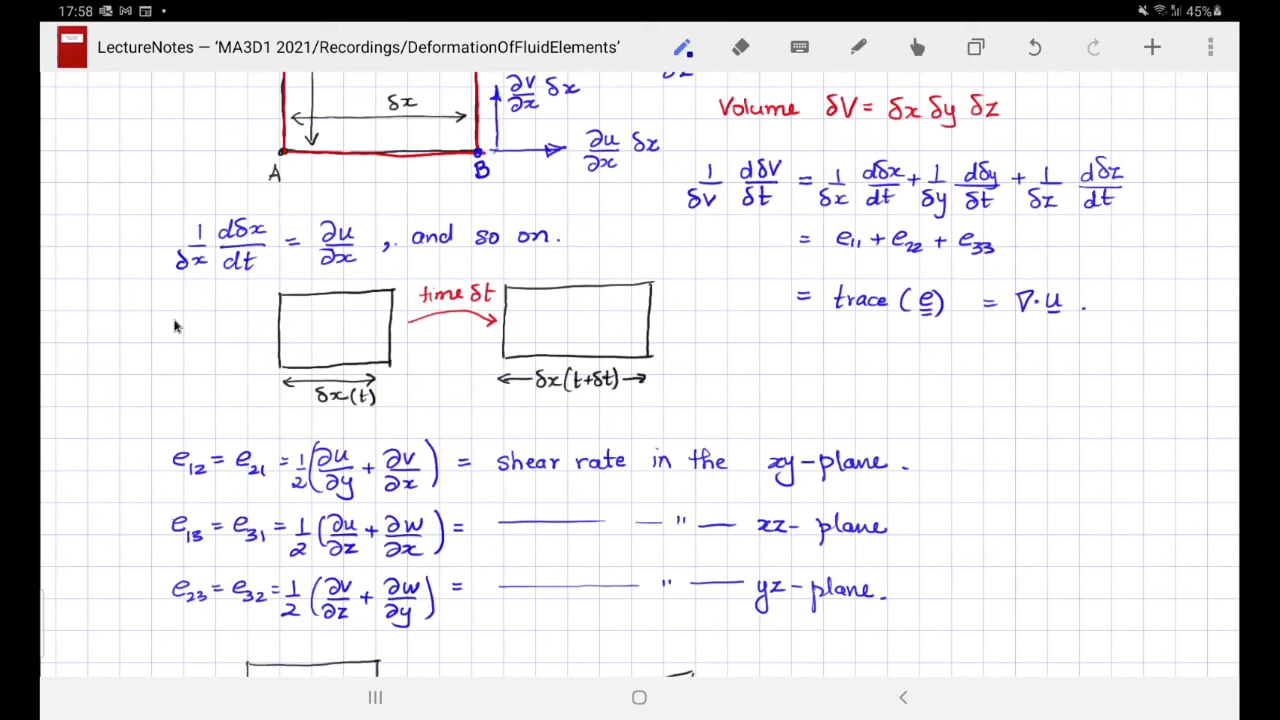 17:58
45%
LectureNotes — ‘MA3D1 2021/Recordings/DeformationOfFluidElements’
δx
∂v/∂x δx
∂u/∂x δx
A
B
1/δx dδx/dt = ∂u/∂x , and so on.
time δt
δx(t)
δx(t+δt)
Volume δV = δx δy δz
1/δV dδV/δt = 1/δx dδx/dt + 1/δy dδy/δt + 1/δz dδz/dt
= e₁₁ + e₂₂ + e₃₃
= trace (e) = ∇·u .
e₁₂ = e₂₁ = 1/2 (∂u/∂y + ∂v/∂x) = shear rate in the xy-plane .
e₁₃ = e₃₁ = 1/2 (∂u/∂z + ∂w/∂x) = —— — " — xz-plane
e₂₃ = e₃₂ = 1/2 (∂v/∂z + ∂w/∂y) = —— " — yz-plane.